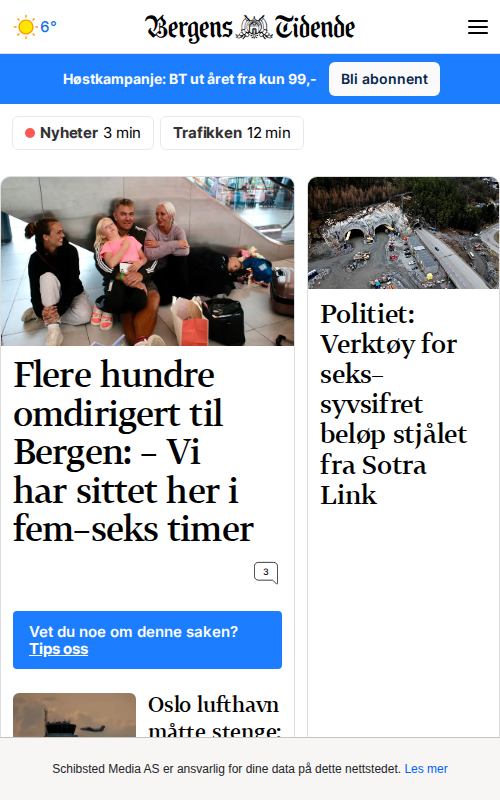 6°
Bergens Tidende
Høstkampanje: BT ut året fra kun 99,-
Bli abonnent
Nyheter 3 min
Trafikken 12 min
Flere hundre
omdirigert til
Bergen: – Vi
har sittet her i
fem–seks timer
3
Vet du noe om denne saken?
Tips oss
Oslo lufthavn
måtte stenge:
Politiet:
Verktøy for
seks–
syvsifret
beløp stjålet
fra Sotra
Link
Schibsted Media AS er ansvarlig for dine data på dette nettstedet. Les mer